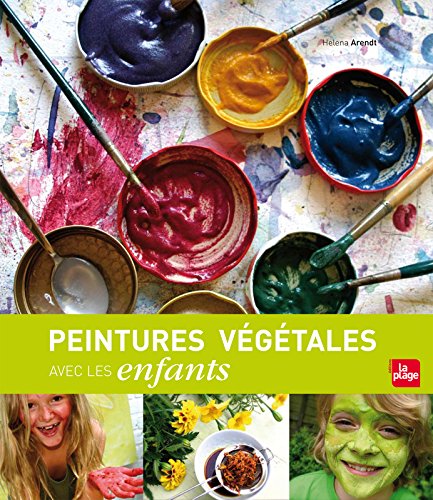 Helena Arendt
PEINTURES VÉGÉTALES
AVEC LES enfants
éditions
la
plage